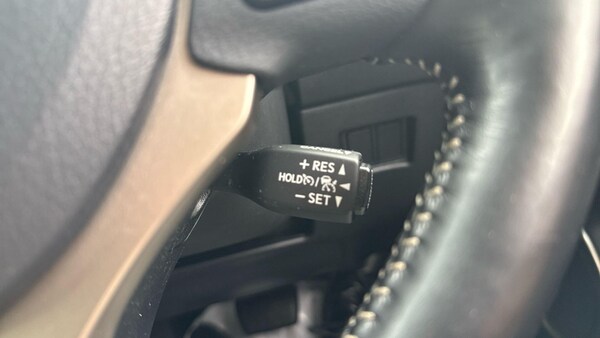 + RES ▲
HOLD / ◄
− SET ▼